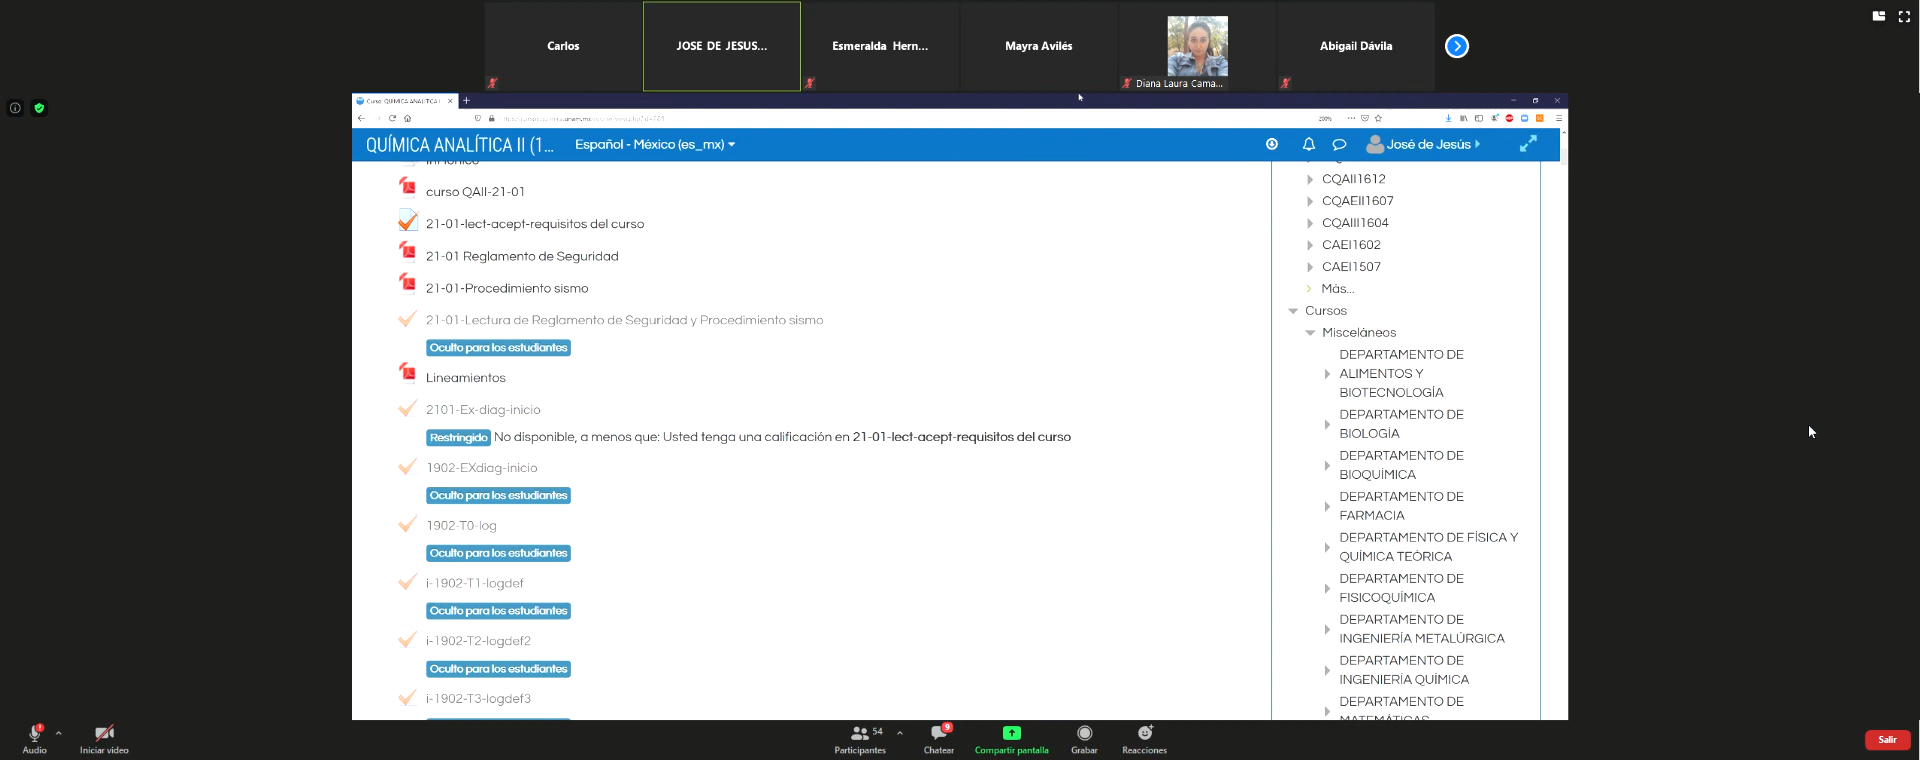 Carlos
JOSE DE JESUS...
Esmeralda Hern...
Mayra Avilés
Diana Laura Cama...
Abigail Dávila
Curso: QUÍMICA ANALÍTICA I
200%
QUÍMICA ANALÍTICA II (1...
Español - México (es_mx)
José de Jesús
curso QAII-21-01
21-01-lect-acept-requisitos del curso
21-01 Reglamento de Seguridad
21-01-Procedimiento sismo
21-01-Lectura de Reglamento de Seguridad y Procedimiento sismo
Oculto para los estudiantes
Lineamientos
2101-Ex-diag-inicio
Restringido No disponible, a menos que: Usted tenga una calificación en 21-01-lect-acept-requisitos del curso
1902-EXdiag-inicio
Oculto para los estudiantes
1902-T0-log
Oculto para los estudiantes
i-1902-T1-logdef
Oculto para los estudiantes
i-1902-T2-logdef2
Oculto para los estudiantes
i-1902-T3-logdef3
CQAII1612
CQAEII1607
CQAIII1604
CAEI1602
CAEI1507
Más...
Cursos
Misceláneos
DEPARTAMENTO DE
ALIMENTOS Y
BIOTECNOLOGÍA
DEPARTAMENTO DE
BIOLOGÍA
DEPARTAMENTO DE
BIOQUÍMICA
DEPARTAMENTO DE
FARMACIA
DEPARTAMENTO DE FÍSICA Y
QUÍMICA TEÓRICA
DEPARTAMENTO DE
FISICOQUÍMICA
DEPARTAMENTO DE
INGENIERÍA METALÚRGICA
DEPARTAMENTO DE
INGENIERÍA QUÍMICA
DEPARTAMENTO DE
MATEMÁTICAS
Audio
Iniciar video
54
Participantes
9
Chatear
Compartir pantalla
Grabar
Reacciones
Salir